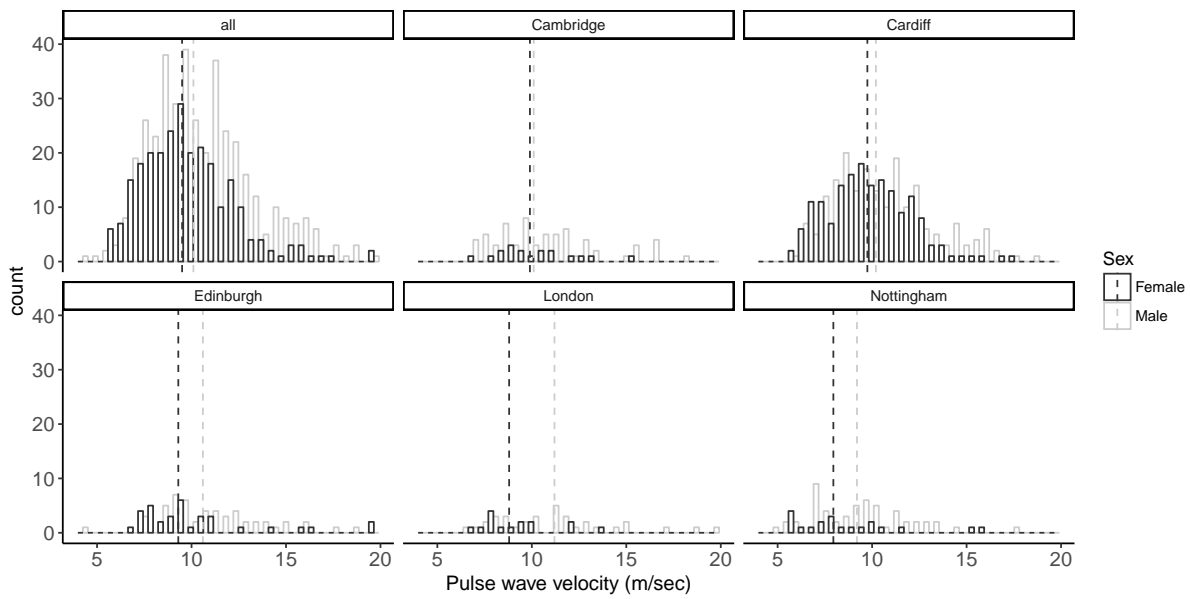 all
Cambridge
Cardiff
40
30
20
10
0
count
Edinburgh
London
Nottingham
40
30
20
10
0
5 10 15 20
5 10 15 20
5 10 15 20
Pulse wave velocity (m/sec)
Sex
Female
Male